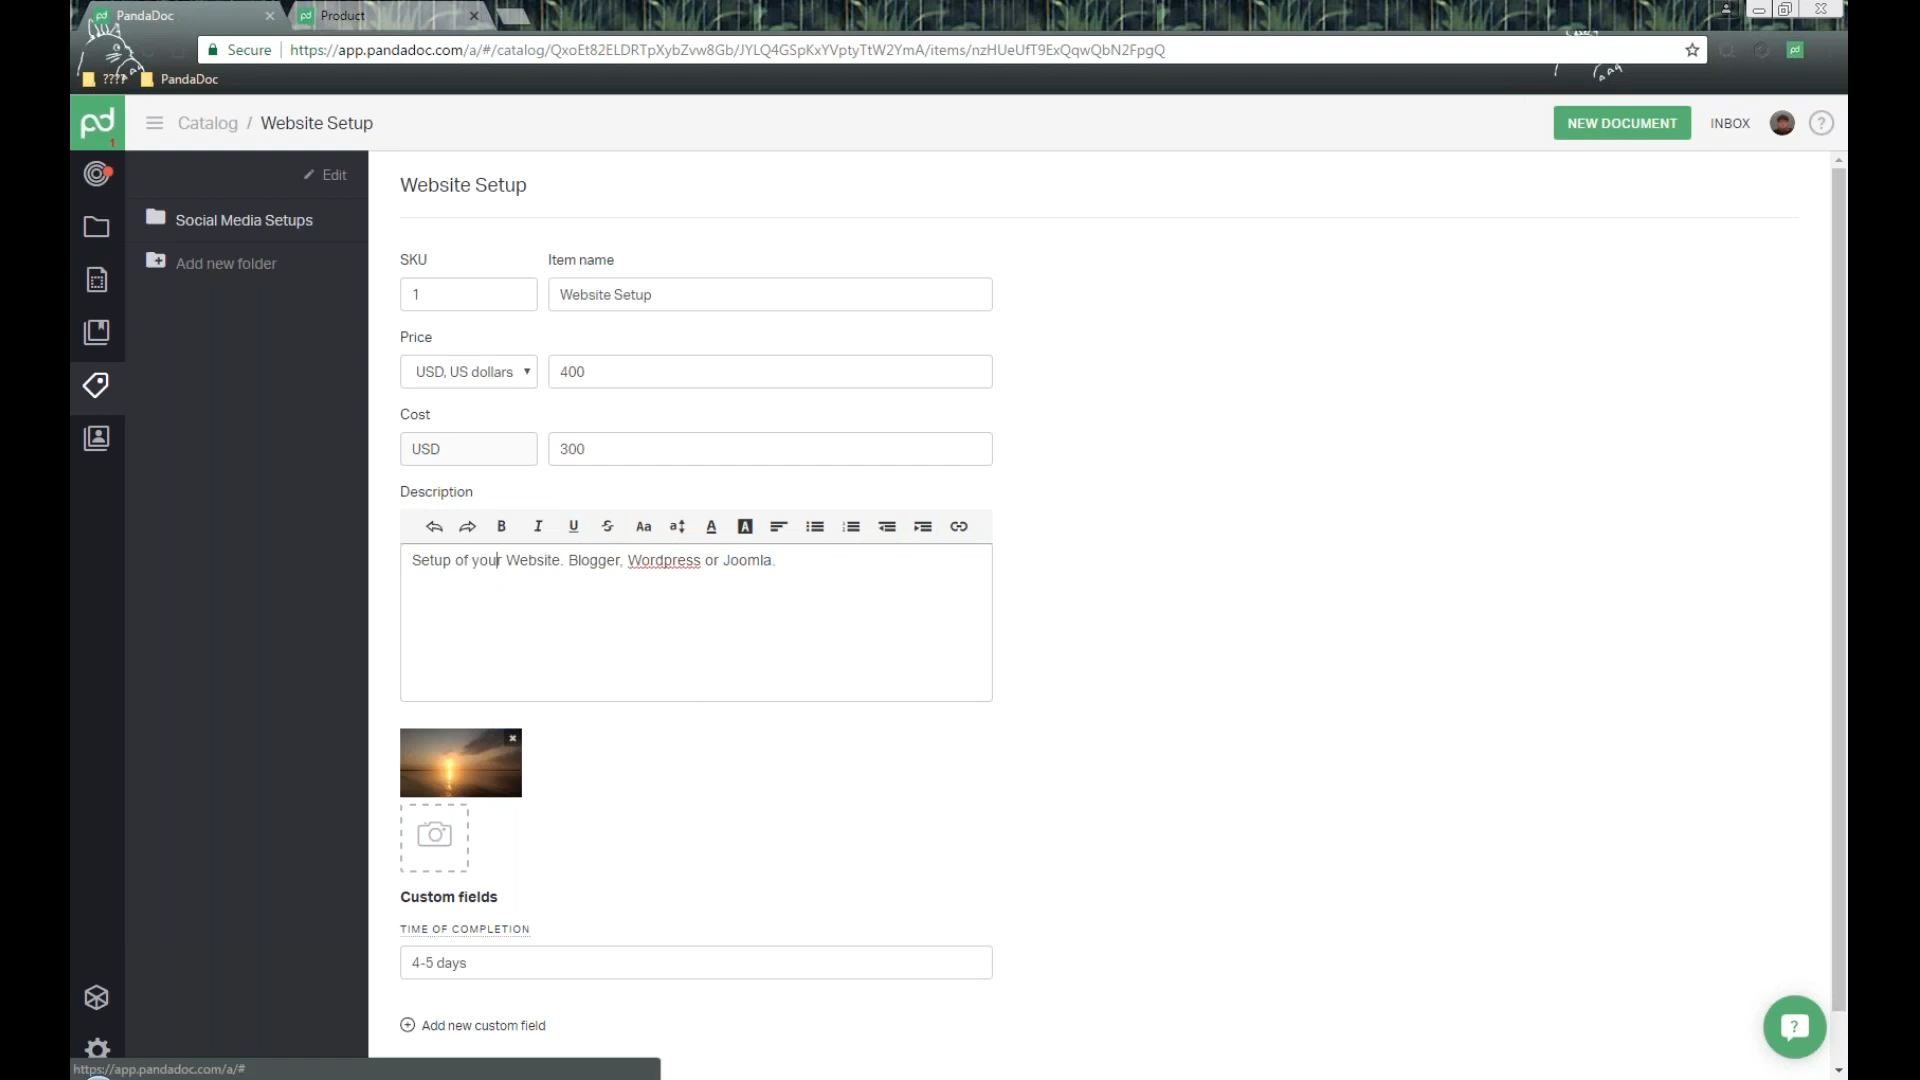 PandaDoc
Product
Secure https://app.pandadoc.com/a/#/catalog/QxoEt82ELDRTpXybZvw8Gb/JYLQ4GSpKxYVptyTtW2YmA/items/nzHUeUfT9ExQqwQbN2FpgQ
???? PandaDoc
pd Catalog / Website Setup NEW DOCUMENT INBOX ?
1
Edit
Social Media Setups
Add new folder
Website Setup
SKU Item name
1 Website Setup
Price
USD, US dollars 400
Cost
USD 300
Description
B I U S Aa a A A
Setup of your Website. Blogger, Wordpress or Joomla.
Custom fields
TIME OF COMPLETION
4-5 days
Add new custom field
?
https://app.pandadoc.com/a/#